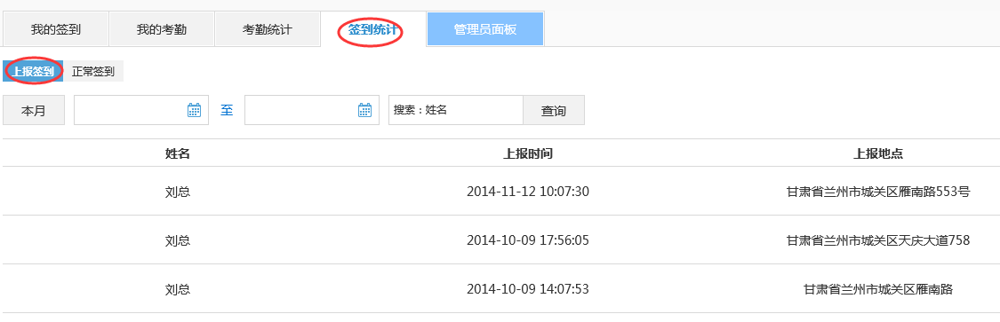 我的签到 我的考勤 考勤统计 签到统计 管理员面板
上报签到 正常签到
本月 至 搜索：姓名 查询
姓名 上报时间 上报地点
刘总 2014-11-12 10:07:30 甘肃省兰州市城关区雁南路553号
刘总 2014-10-09 17:56:05 甘肃省兰州市城关区天庆大道758
刘总 2014-10-09 14:07:53 甘肃省兰州市城关区雁南路